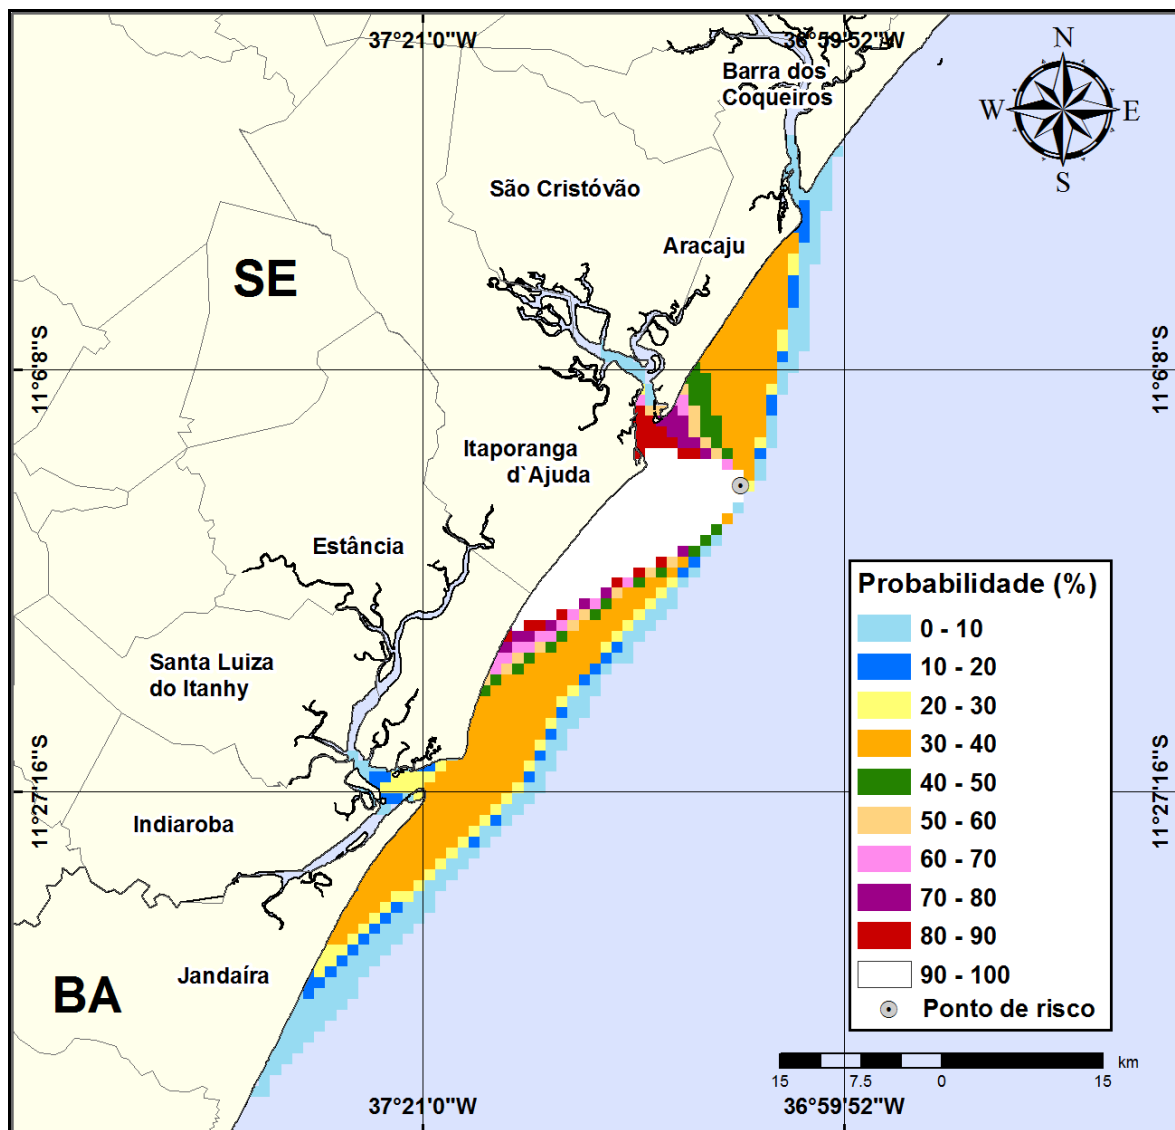 37°21'0"W
36°59'52"W
N
W
E
S
Barra dos
Coqueiros
São Cristóvão
Aracaju
SE
11°6'8"S
11°6'8"S
Itaporanga
d`Ajuda
Estância
Santa Luiza
do Itanhy
11°27'16"S
11°27'16"S
Indiaroba
Jandaíra
BA
Probabilidade (%)
0 - 10
10 - 20
20 - 30
30 - 40
40 - 50
50 - 60
60 - 70
70 - 80
80 - 90
90 - 100
Ponto de risco
km
15 7.5 0 15
37°21'0"W
36°59'52"W